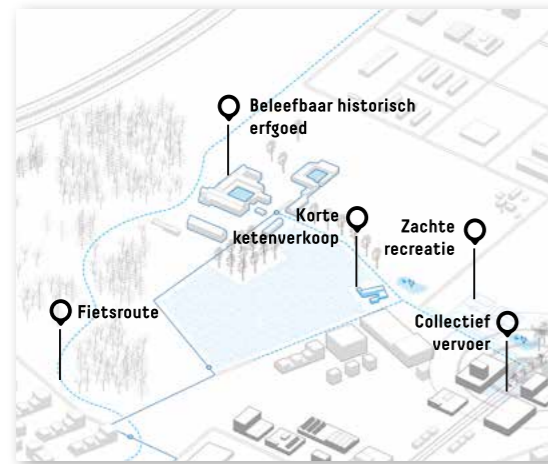 Beleefbaar historisch
erfgoed
Korte
ketenverkoop
Zachte
recreatie
Fietsroute
Collectief
vervoer